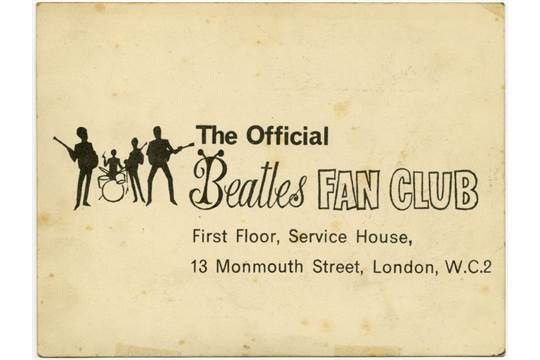 The Official
Beatles FAN CLUB
First Floor, Service House,
13 Monmouth Street, London, W.C.2